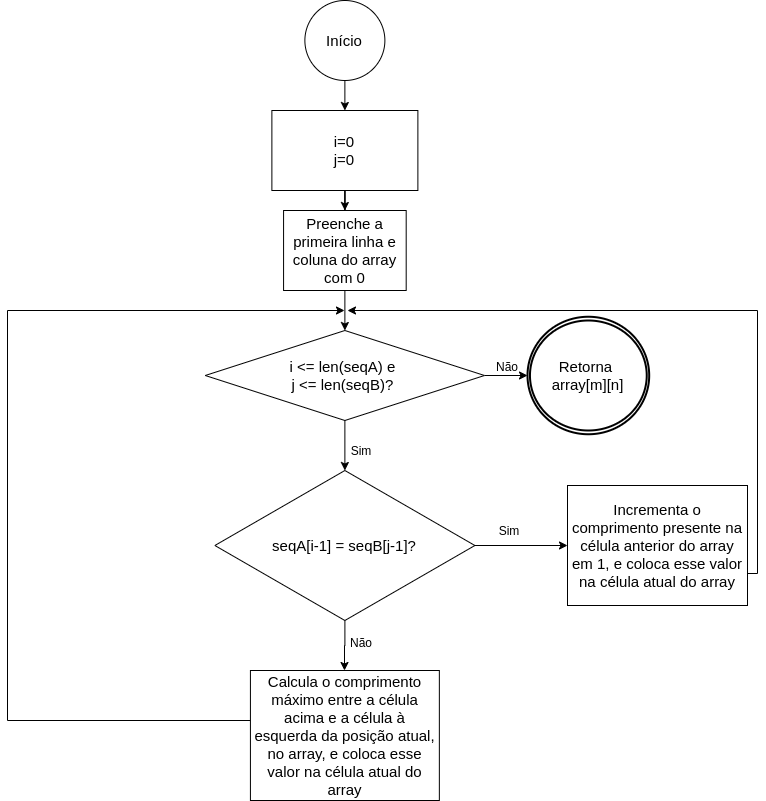 Início
i=0
j=0
Preenche a
primeira linha e
coluna do array
com 0
i <= len(seqA) e
j <= len(seqB)?
Não
Retorna
array[m][n]
Sim
seqA[i-1] = seqB[j-1]?
Sim
Incrementa o
comprimento presente na
célula anterior do array
em 1, e coloca esse valor
na célula atual do array
Não
Calcula o comprimento
máximo entre a célula
acima e a célula à
esquerda da posição atual,
no array, e coloca esse
valor na célula atual do
array